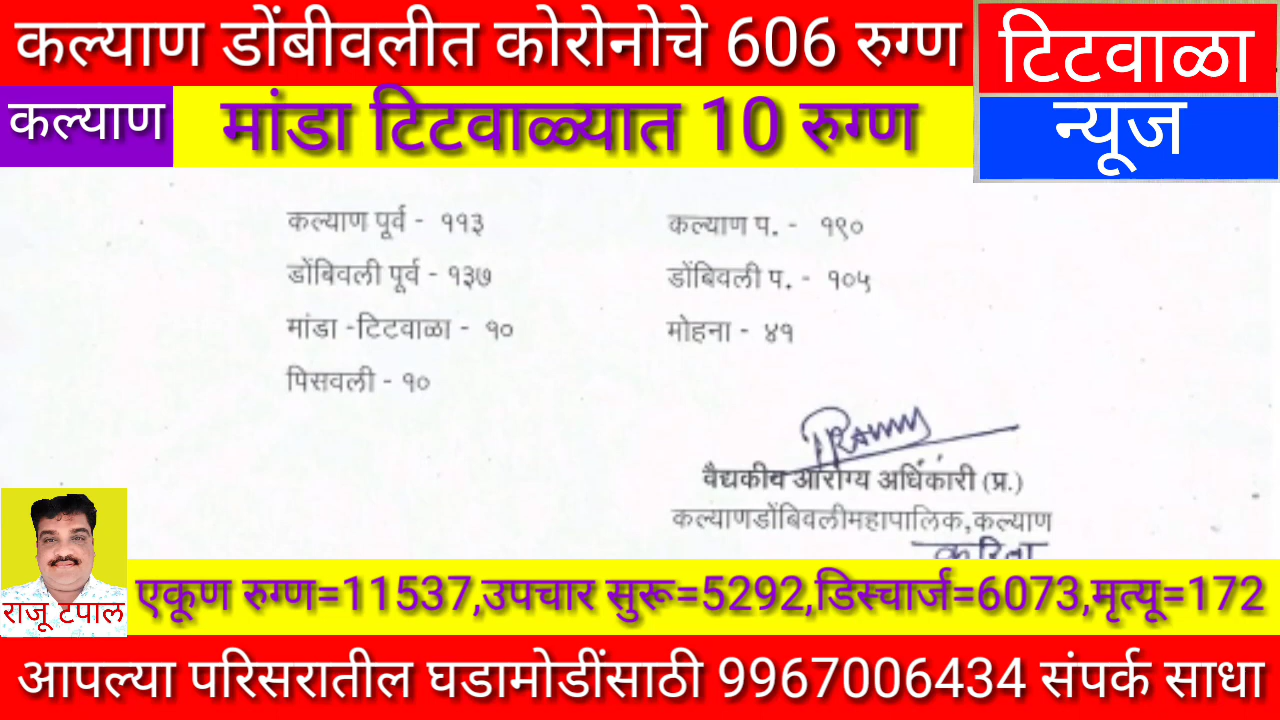 कल्याण डोंबीवलीत कोरोनोचे 606 रुग्ण
टिटवाळा
न्यूज
कल्याण
मांडा टिटवाळ्यात 10 रुग्ण
कल्याण पूर्व - ११३
कल्याण प. - १९०
डोंबिवली पूर्व - १३७
डोंबिवली प. - १०५
मांडा -टिटवाळा - १०
मोहना - ४१
पिसवली - १०
वैद्यकीय आरोग्य अधिकारी (प्र.)
कल्याणडोंबिवलीमहापालिक,कल्याण
करिता
राजू टपाल
एकूण रुग्ण=11537,उपचार सुरू=5292,डिस्चार्ज=6073,मृत्यू=172
आपल्या परिसरातील घडामोडींसाठी 9967006434 संपर्क साधा